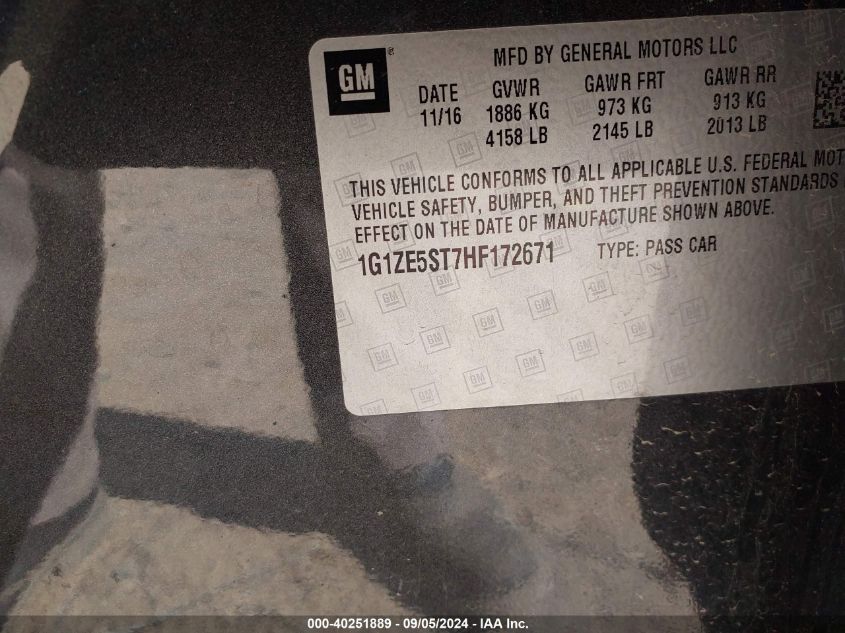 GM ®
MFD BY GENERAL MOTORS LLC
DATE GVWR GAWR FRT GAWR RR
11/16 1886 KG 973 KG 913 KG
4158 LB 2145 LB 2013 LB
THIS VEHICLE CONFORMS TO ALL APPLICABLE U.S. FEDERAL MOT
VEHICLE SAFETY, BUMPER, AND THEFT PREVENTION STANDARDS
EFFECT ON THE DATE OF MANUFACTURE SHOWN ABOVE.
1G1ZE5ST7HF172671 TYPE: PASS CAR
000-40251889 - 09/05/2024 - IAA Inc.